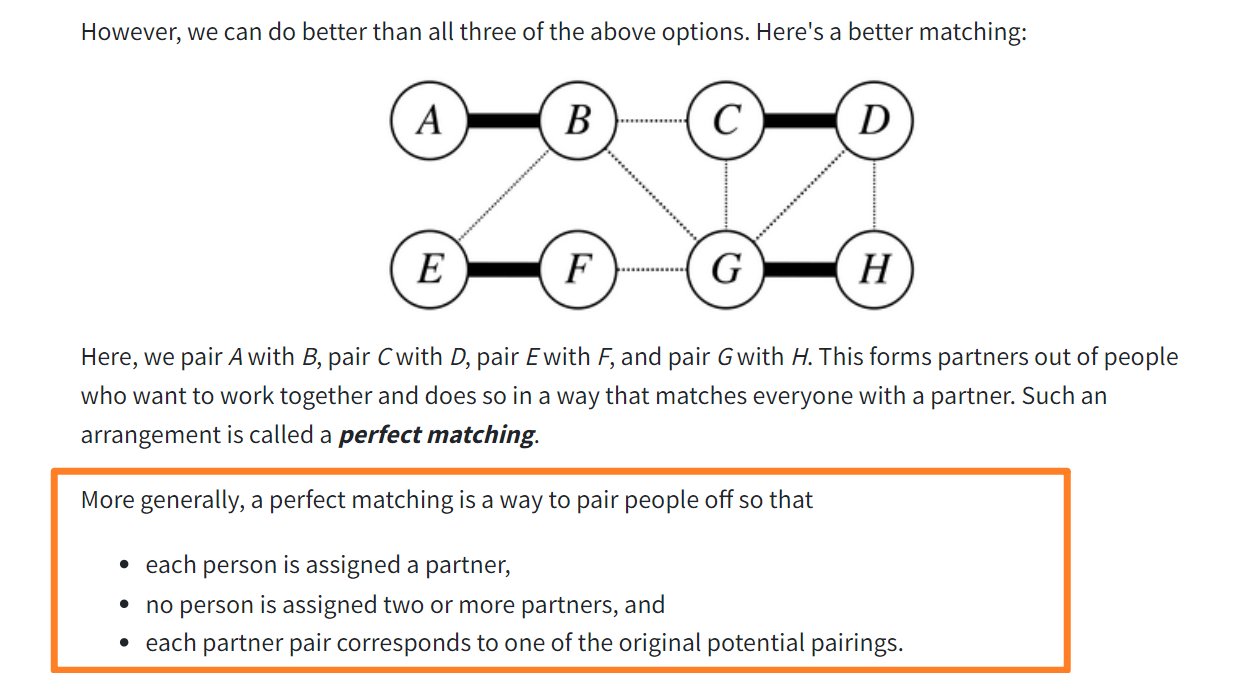 However, we can do better than all three of the above options. Here's a better matching:
A B C D
E F G H
Here, we pair A with B, pair C with D, pair E with F, and pair G with H. This forms partners out of people
who want to work together and does so in a way that matches everyone with a partner. Such an
arrangement is called a perfect matching.
More generally, a perfect matching is a way to pair people off so that
• each person is assigned a partner,
• no person is assigned two or more partners, and
• each partner pair corresponds to one of the original potential pairings.